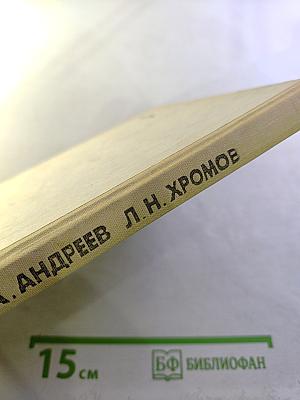 А. АНДРЕЕВ Л. Н. ХРОМОВ
15 см БФ БИБЛИОФАН